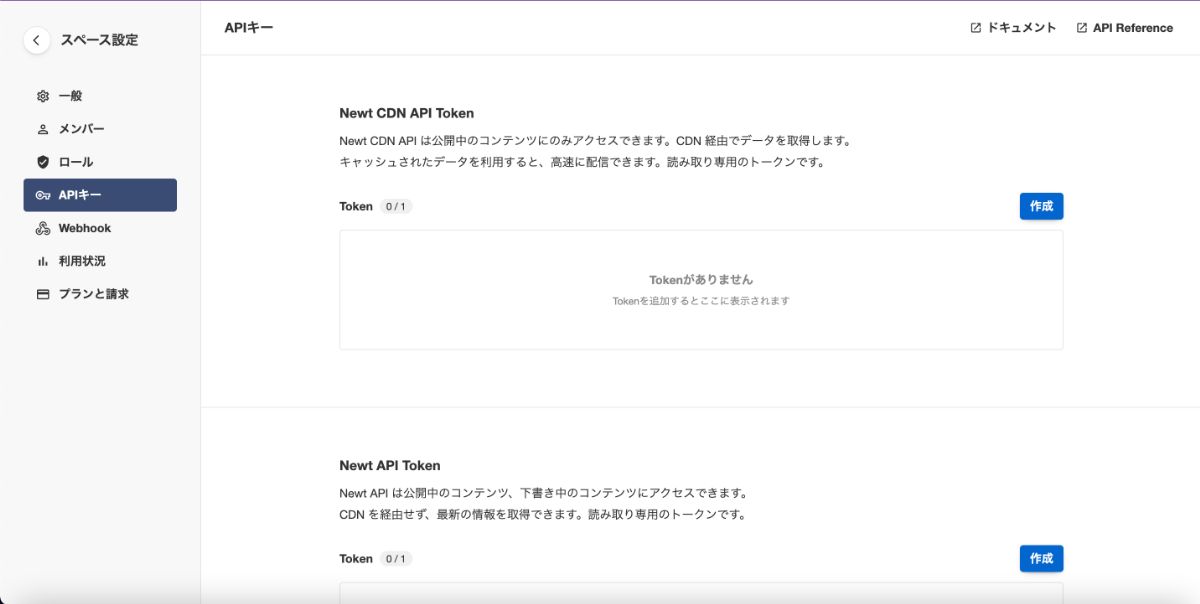 スペース設定
一般
メンバー
ロール
APIキー
Webhook
利用状況
プランと請求
APIキー
ドキュメント
API Reference
Newt CDN API Token
Newt CDN API は公開中のコンテンツにのみアクセスできます。CDN 経由でデータを取得します。
キャッシュされたデータを利用すると、高速に配信できます。読み取り専用のトークンです。
Token 0 / 1
作成
Tokenがありません
Tokenを追加するとここに表示されます
Newt API Token
Newt API は公開中のコンテンツ、下書き中のコンテンツにアクセスできます。
CDN を経由せず、最新の情報を取得できます。読み取り専用のトークンです。
Token 0 / 1
作成